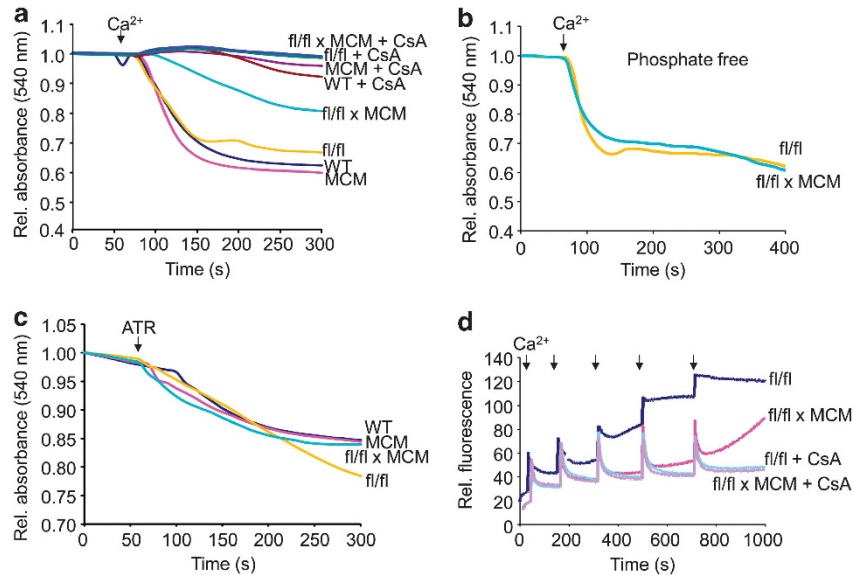 a
Ca²⁺
Rel. absorbance (540 nm)
1.1
1.0
0.9
0.8
0.7
0.6
0.5
0.4
fl/fl x MCM + CsA
fl/fl + CsA
MCM + CsA
WT + CsA
fl/fl x MCM
fl/fl
WT
MCM
0 50 100 150 200 250 300
Time (s)
b
Ca²⁺
Phosphate free
Rel. absorbance (540 nm)
1.1
1.0
0.9
0.8
0.7
0.6
0.5
0.4
fl/fl
fl/fl x MCM
0 100 200 300 400
Time (s)
c
ATR
Rel. absorbance (540 nm)
1.05
1.00
0.95
0.90
0.85
0.80
0.75
0.70
WT
MCM
fl/fl x MCM
fl/fl
0 50 100 150 200 250 300
Time (s)
d
Ca²⁺
Rel. fluorescence
140
120
100
80
60
40
20
0
fl/fl
fl/fl x MCM
fl/fl + CsA
fl/fl x MCM + CsA
0 200 400 600 800 1000
Time (s)